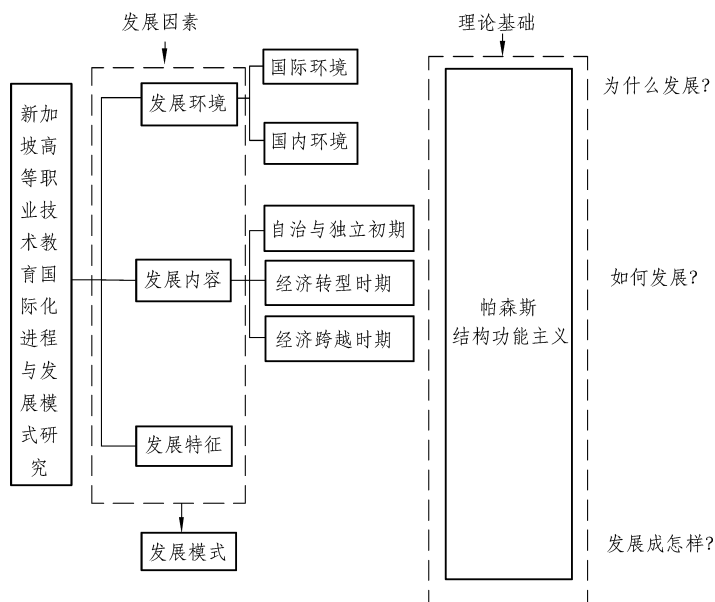 发展因素
理论基础
新加
坡高
等职
业技
术教
育国
际化
进程
与发
展模
式研
究
发展环境
国际环境
国内环境
为什么发展?
发展内容
自治与独立初期
经济转型时期
经济跨越时期
帕森斯
结构功能主义
如何发展?
发展特征
发展模式
发展成怎样?